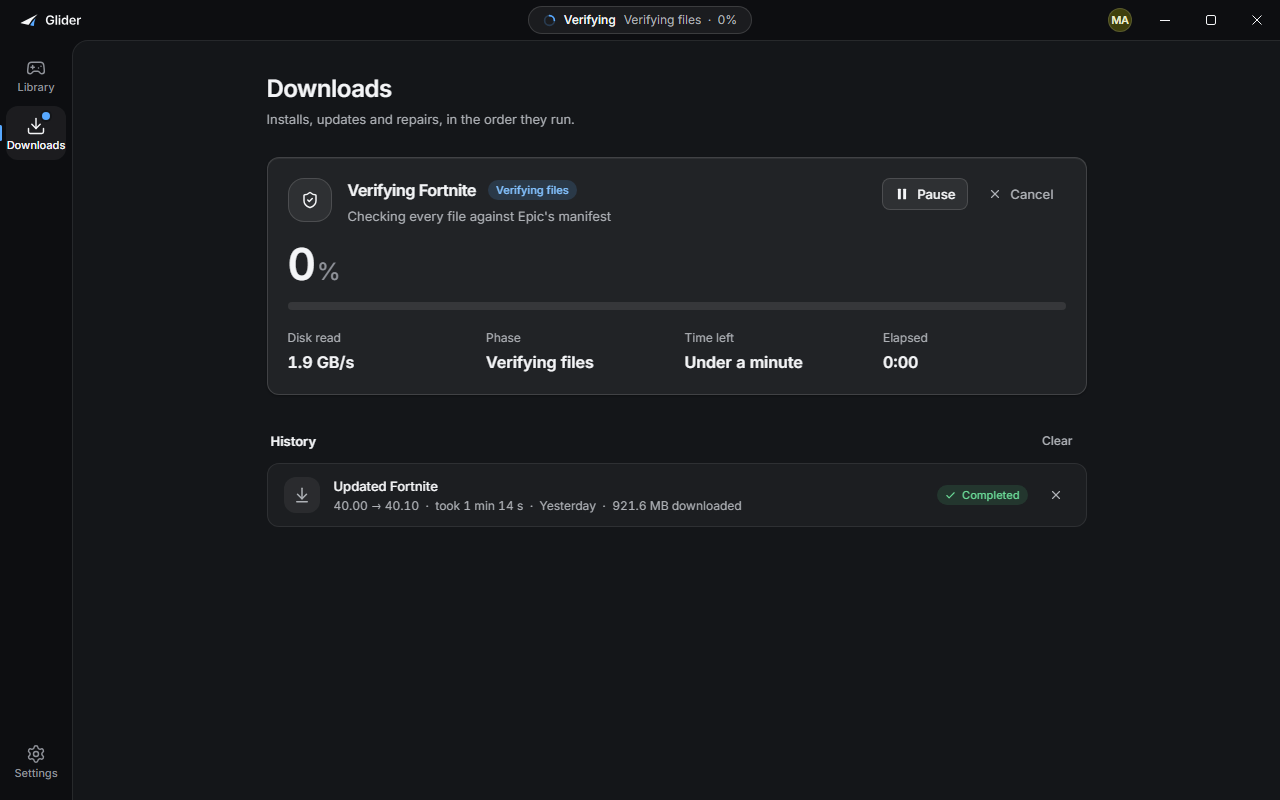 Glider
Verifying Verifying files · 0%
MA
Library
Downloads
Settings
Downloads
Installs, updates and repairs, in the order they run.
Verifying Fortnite Verifying files
Checking every file against Epic's manifest
Pause
Cancel
0%
Disk read
1.9 GB/s
Phase
Verifying files
Time left
Under a minute
Elapsed
0:00
History
Clear
Updated Fortnite
40.00 → 40.10 · took 1 min 14 s · Yesterday · 921.6 MB downloaded
Completed